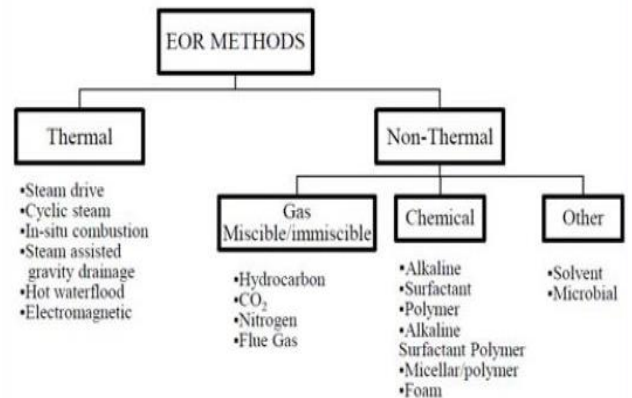 EOR METHODS
Thermal
Non-Thermal
•Steam drive
•Cyclic steam
•In-situ combustion
•Steam assisted
gravity drainage
•Hot waterflood
•Electromagnetic
Gas
Miscible/immiscible
•Hydrocarbon
•CO₂
•Nitrogen
•Flue Gas
Chemical
•Alkaline
•Surfactant
•Polymer
•Alkaline
Surfactant Polymer
•Micellar/polymer
•Foam
Other
•Solvent
•Microbial